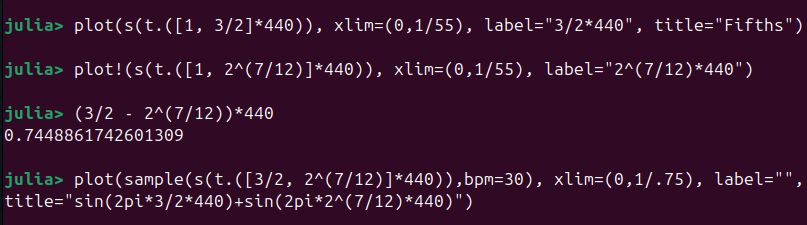 julia> plot(s(t.([1, 3/2]*440)), xlim=(0,1/55), label="3/2*440", title="Fifths")
julia> plot!(s(t.([1, 2^(7/12)]*440)), xlim=(0,1/55), label="2^(7/12)*440")
julia> (3/2 - 2^(7/12))*440
0.7448861742601309
julia> plot(sample(s(t.([3/2, 2^(7/12)]*440)),bpm=30), xlim=(0,1/.75), label="",
title="sin(2pi*3/2*440)+sin(2pi*2^(7/12)*440)")